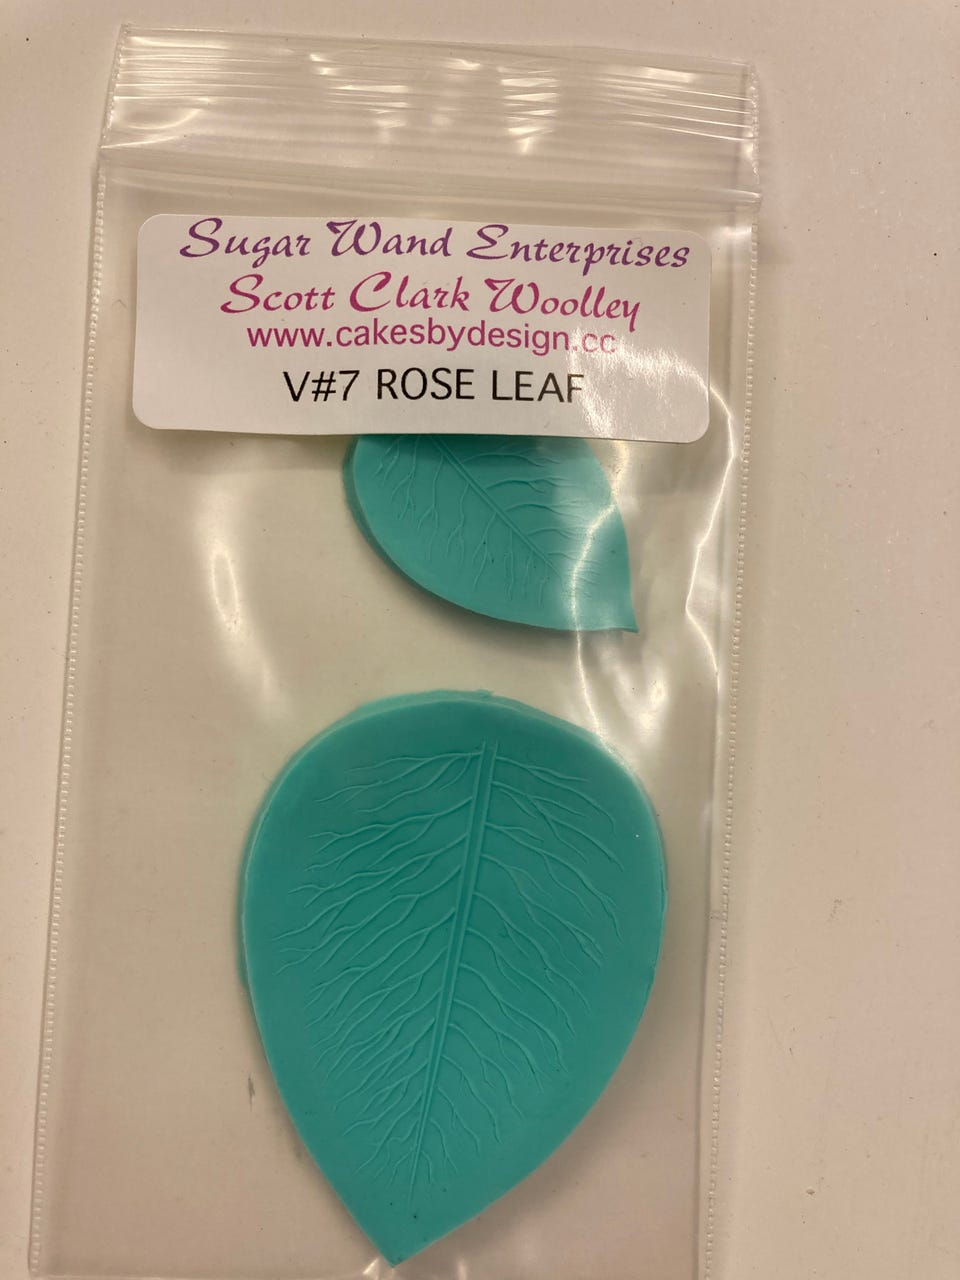 Sugar Wand Enterprises
Scott Clark Woolley
www.cakesbydesign.cc
V#7 ROSE LEAF